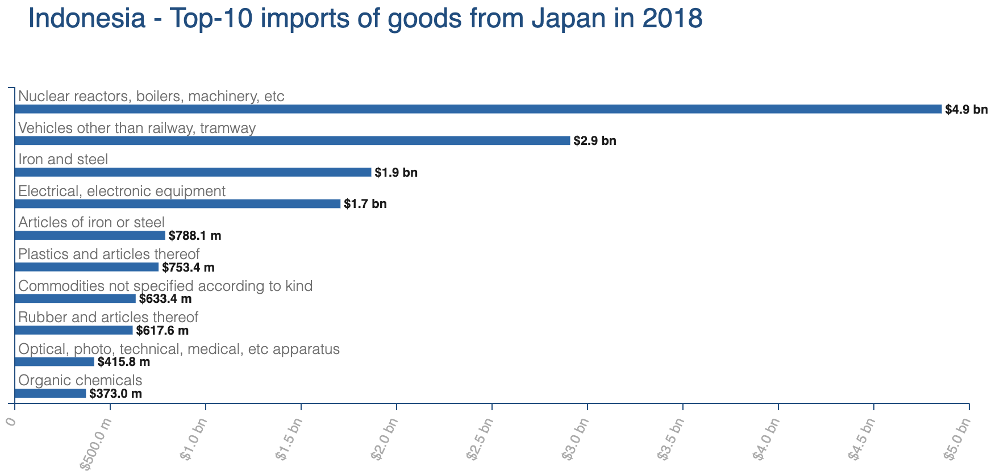 Indonesia - Top-10 imports of goods from Japan in 2018
Nuclear reactors, boilers, machinery, etc
$4.9 bn
Vehicles other than railway, tramway
$2.9 bn
Iron and steel
$1.9 bn
Electrical, electronic equipment
$1.7 bn
Articles of iron or steel
$788.1 m
Plastics and articles thereof
$753.4 m
Commodities not specified according to kind
$633.4 m
Rubber and articles thereof
$617.6 m
Optical, photo, technical, medical, etc apparatus
$415.8 m
Organic chemicals
$373.0 m
0
$500.0 m
$1.0 bn
$1.5 bn
$2.0 bn
$2.5 bn
$3.0 bn
$3.5 bn
$4.0 bn
$4.5 bn
$5.0 bn